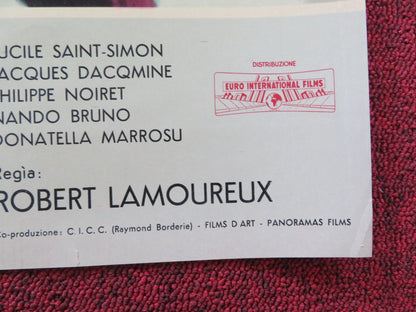 UCILE SAINT-SIMON
ACQUES DACQMINE
HILIPPE NOIRET
NANDO BRUNO
DONATELLA MARROSU
Regìa:
ROBERT LAMOUREUX
Co-produzione: C.I.C.C. (Raymond Borderie) - FILMS D'ART - PANORAMAS FILMS
DISTRIBUZIONE
EURO INTERNATIONAL FILMS